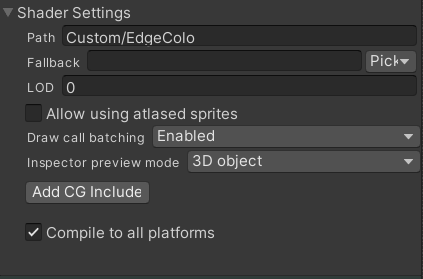 Shader Settings
Path Custom/EdgeColo
Fallback Pick
LOD 0
Allow using atlased sprites
Draw call batching Enabled
Inspector preview mode 3D object
Add CG Include
Compile to all platforms